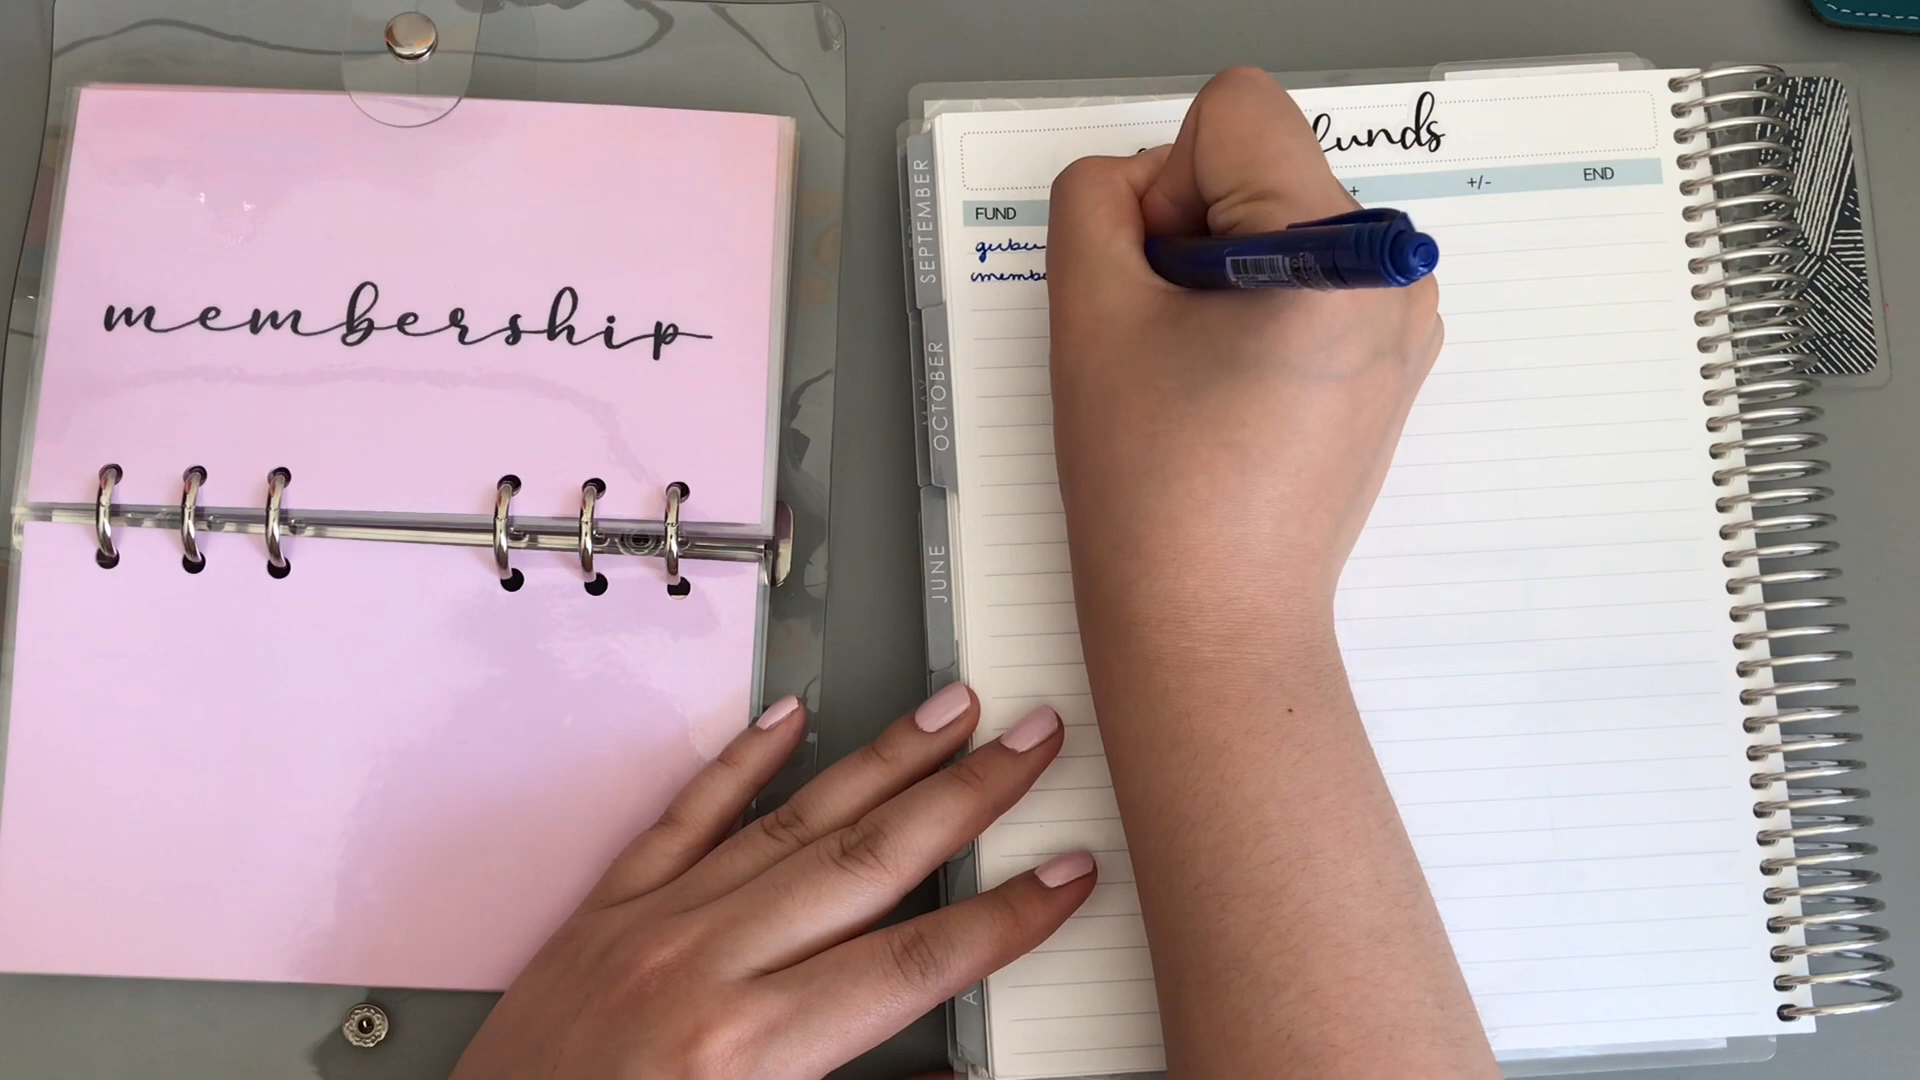 membership
funds
FUND + +/- END
SEPTEMBER
OCTOBER
JUNE